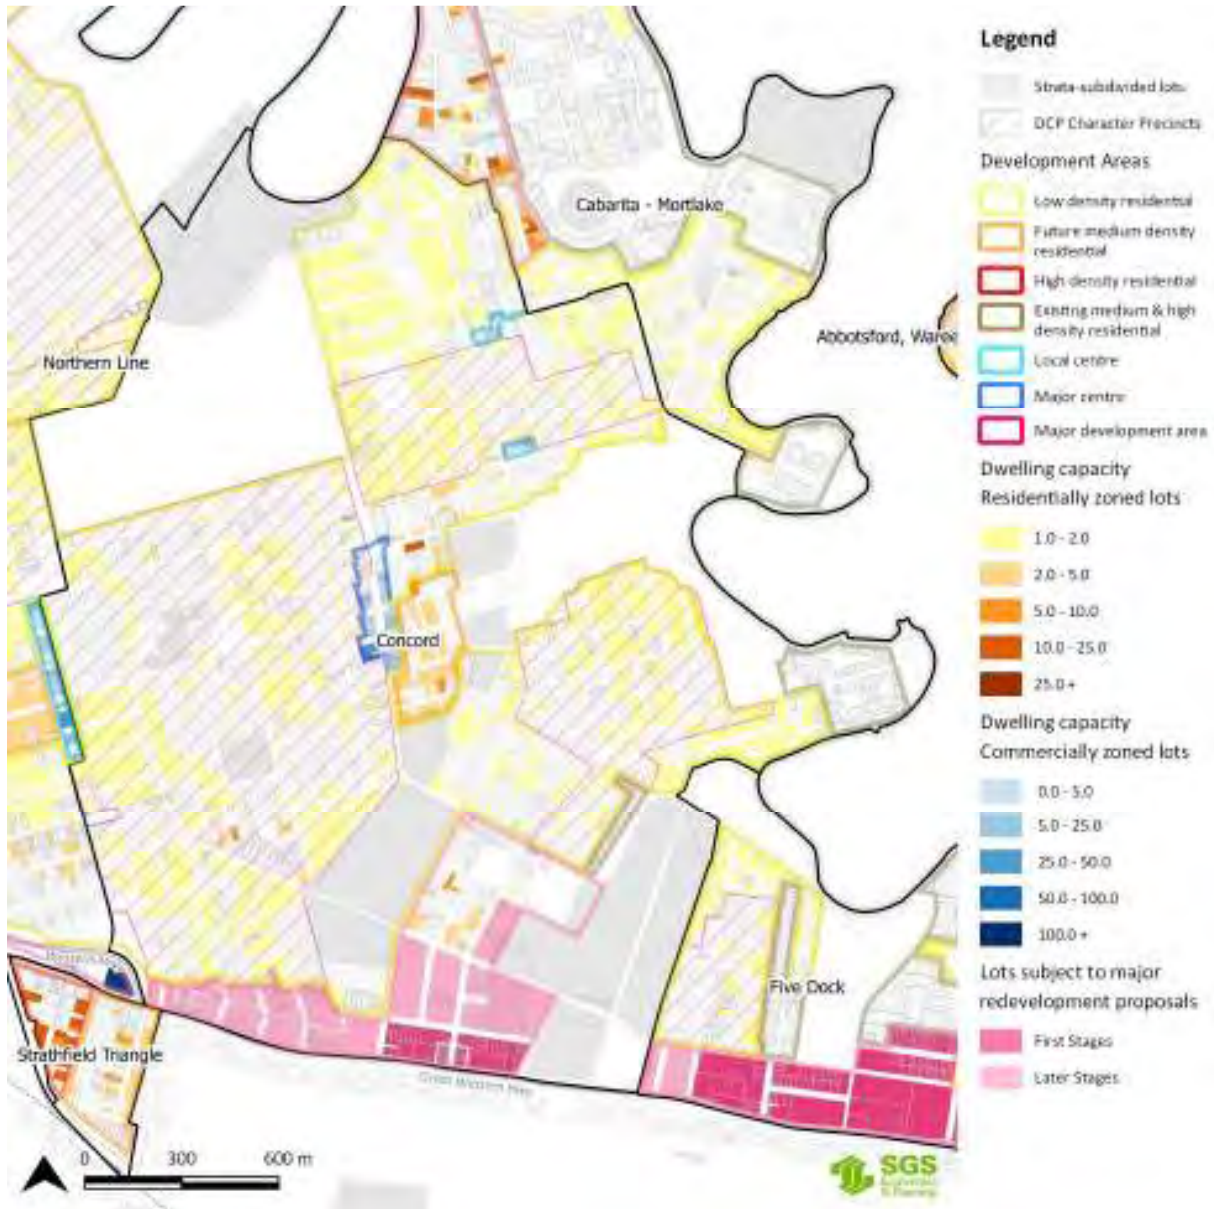 Legend
Strata-subdivided lots
DCP Character Precincts
Development Areas
Low density residential
Future medium density
residential
High density residential
Existing medium & high
density residential
Local centre
Major centre
Major development area
Dwelling capacity
Residentially zoned lots
1.0 - 2.0
2.0 - 5.0
5.0 - 10.0
10.0 - 25.0
25.0 +
Dwelling capacity
Commercially zoned lots
0.0 - 5.0
5.0 - 25.0
25.0 - 50.0
50.0 - 100.0
100.0 +
Lots subject to major
redevelopment proposals
First Stages
Later Stages
Cabarita - Mortlake
Abbotsford, Waree
Northern Line
Concord
Five Dock
Strathfield Triangle
Great Western Hwy
0 300 600 m
SGS
Economics
& Planning